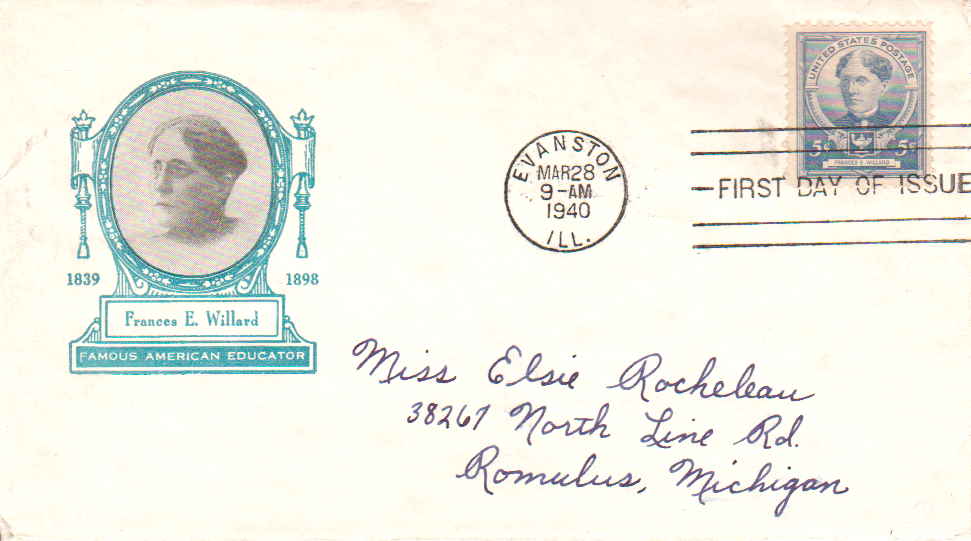 UNITED STATES POSTAGE
5¢ 5¢
FRANCES E. WILLARD
EVANSTON
MAR28
9-AM
1940
ILL.
FIRST DAY OF ISSUE
1839 1898
Frances E. Willard
FAMOUS AMERICAN EDUCATOR
Miss Elsie Rocheleau
38267 North Line Rd.
Romulus, Michigan